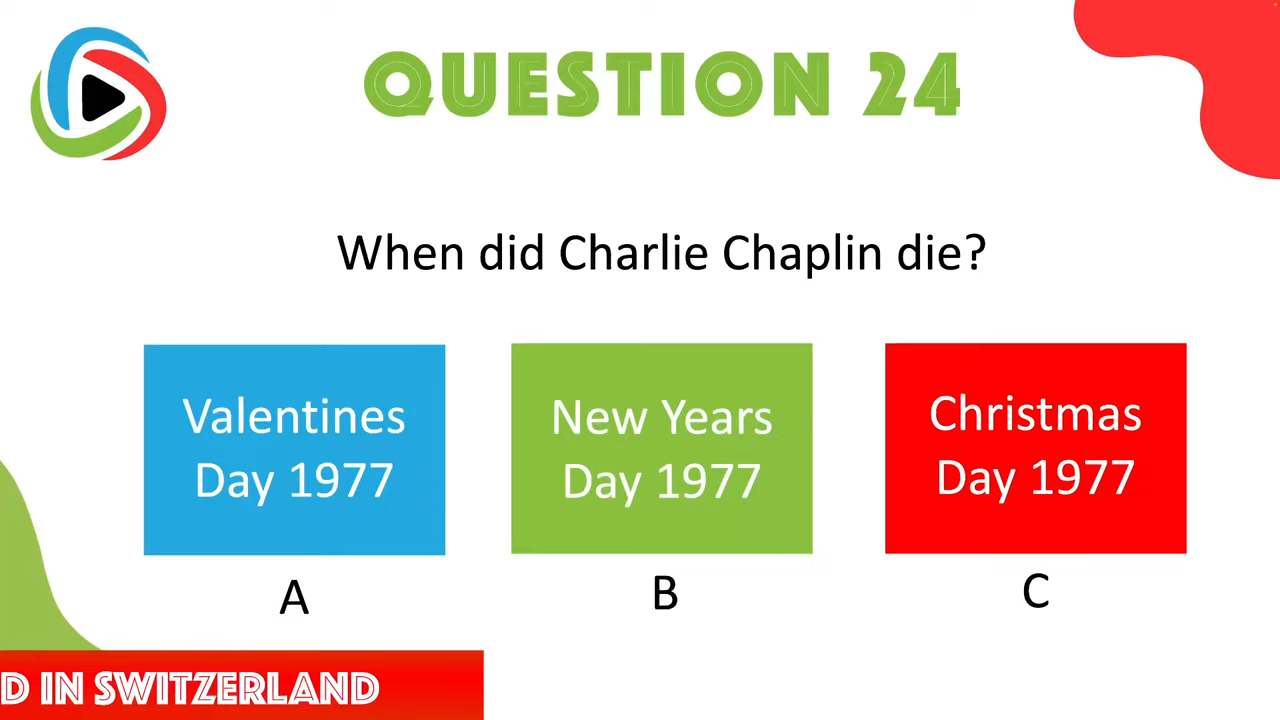 QUESTION 24
When did Charlie Chaplin die?
Valentines
Day 1977
New Years
Day 1977
Christmas
Day 1977
A
B
C
D IN SWITZERLAND